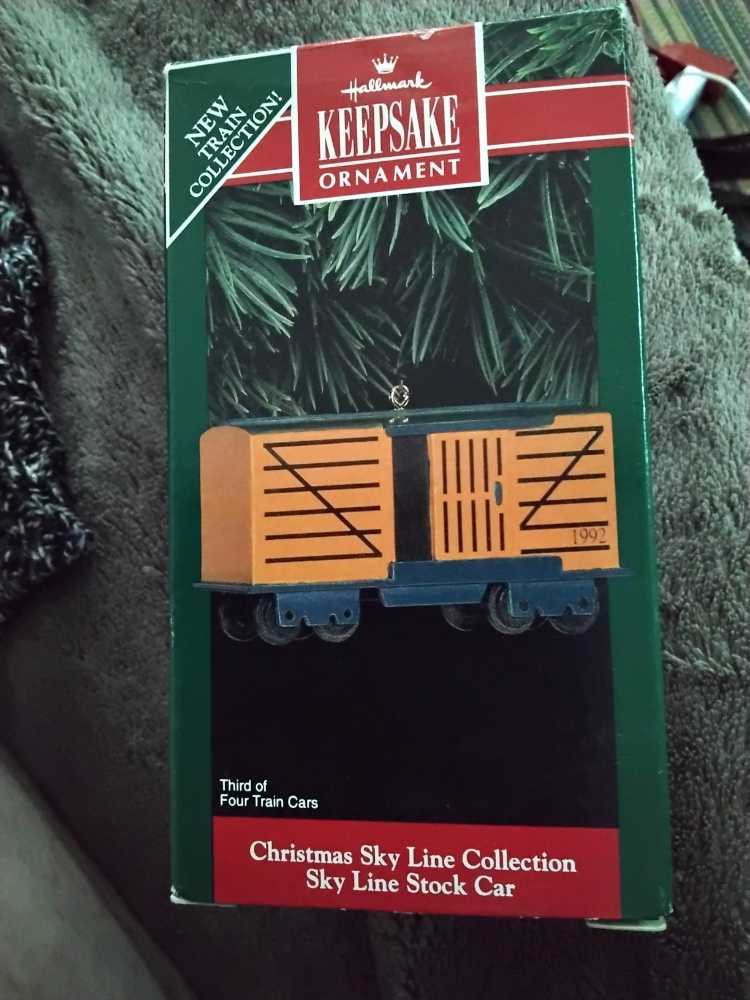 NEW
TRAIN
COLLECTION!
Hallmark
KEEPSAKE
ORNAMENT
1992
Third of
Four Train Cars
Christmas Sky Line Collection
Sky Line Stock Car